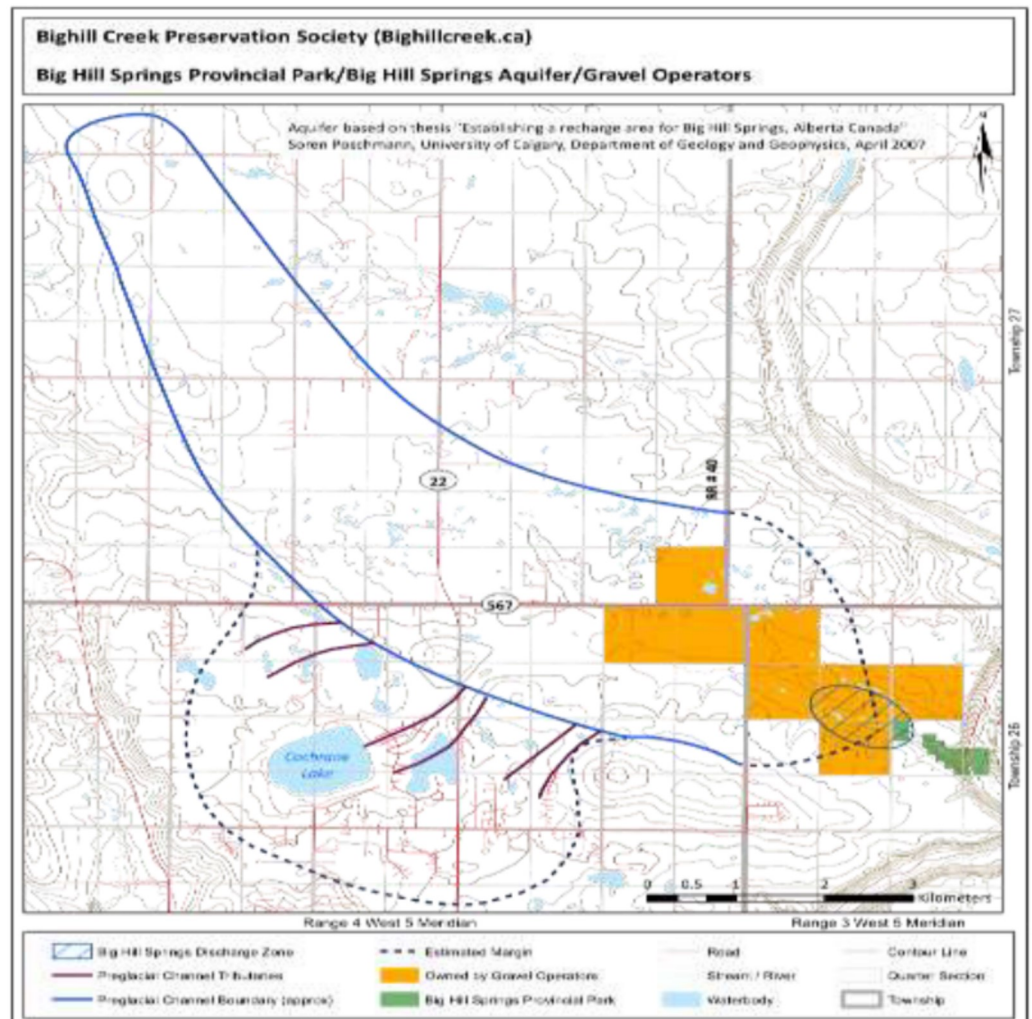 Bighill Creek Preservation Society (Bighillcreek.ca)
Big Hill Springs Provincial Park/Big Hill Springs Aquifer/Gravel Operators
Aquifer based on thesis "Establishing a recharge area for Big Hill Springs, Alberta Canada"
Soren Poschmann, University of Calgary, Department of Geology and Geophysics, April 2007
N
Township 27
22
RR # 40
567
Cochrane
Lake
Township 26
0 0.5 1 2 3
Kilometers
Range 4 West 5 Meridian
Range 3 West 5 Meridian
Big Hill Springs Discharge Zone
Estimated Margin
Road
Contour Line
Preglacial Channel Tributaries
Owned by Gravel Operators
Stream / River
Quarter Section
Preglacial Channel Boundary (approx)
Big Hill Springs Provincial Park
Waterbody
Township